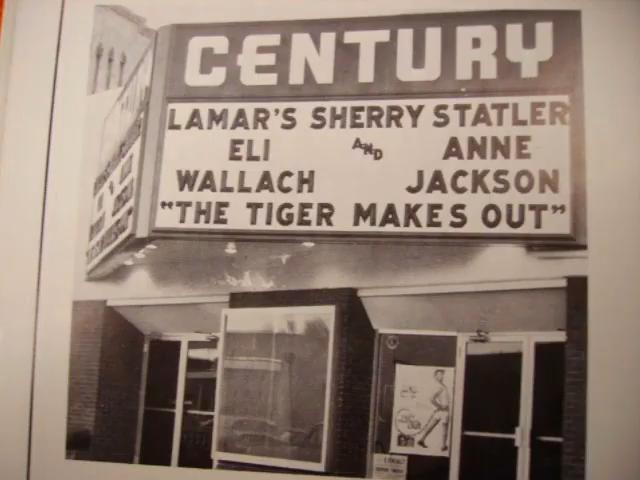 CENTURY
LAMAR'S SHERRY STATLER
ELI AND ANNE
WALLACH JACKSON
"THE TIGER MAKES OUT"